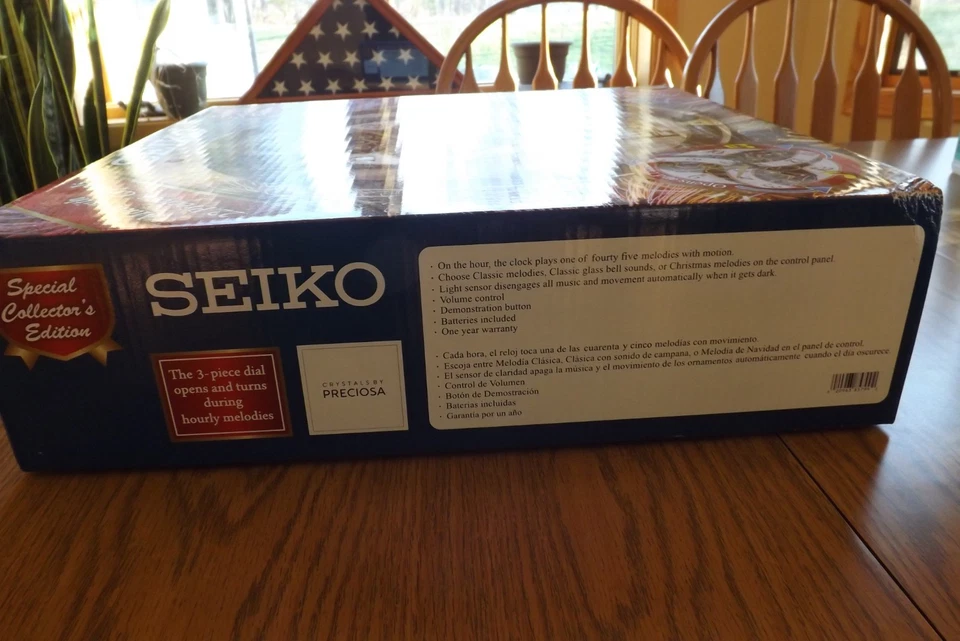 Special
Collector's
Edition
SEIKO
The 3-piece dial
opens and turns
during
hourly melodies
CRYSTALS BY
PRECIOSA
· On the hour, the clock plays one of fourty five melodies with motion.
· Choose Classic melodies, Classic glass bell sounds, or Christmas melodies on the control panel
· Light sensor disengages all music and movement automatically when it gets dark
· Volume control
· Demonstration button
· Batteries included
· One year warranty
· Cada hora, el reloj toca una de las cuarenta y cinco melodias con movimiento.
· Escoja entre Melodía Clásica, Clásica con sonido de campana, o Melodía de Navidad en el panel de control.
· El sensor de claridad apaga la música y el movimiento de los ornamentos automáticamente cuando el día oscurece
· Control de Volumen
· Botón de Demostración
· Baterias incluidas
· Garantia por un año